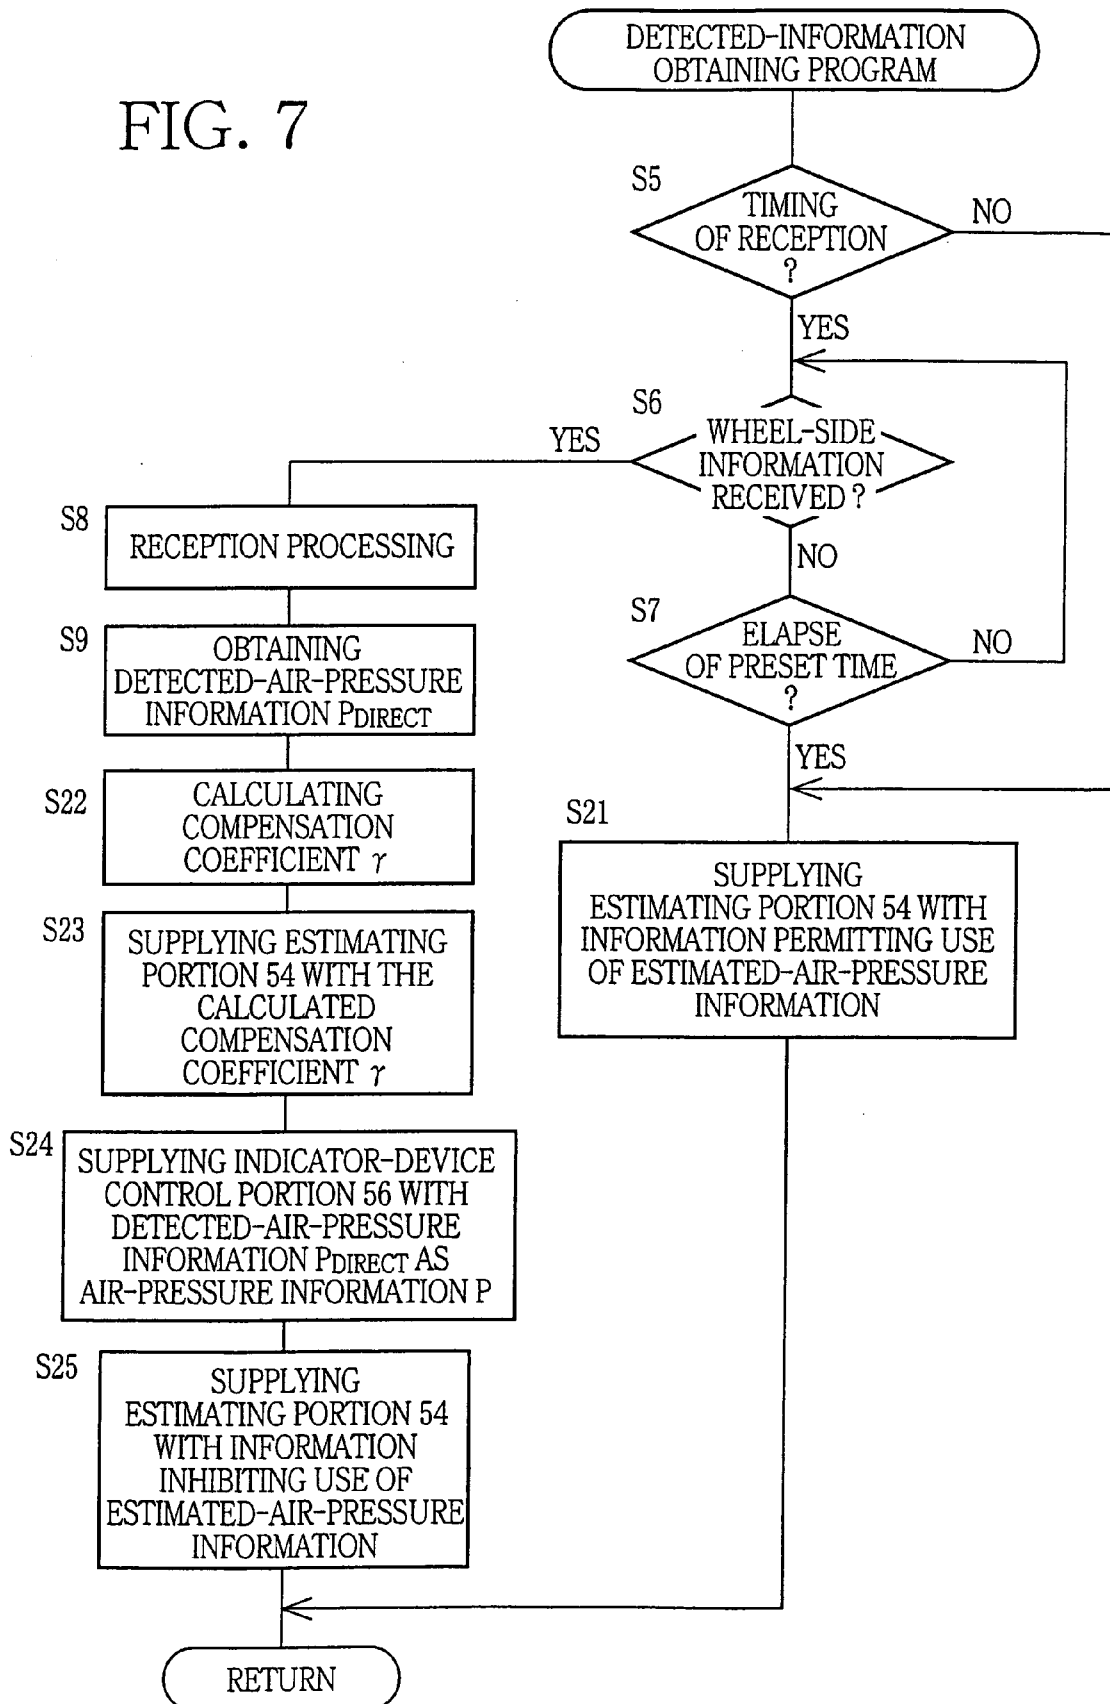 FIG. 7
DETECTED-INFORMATION
OBTAINING PROGRAM
S5
TIMING
OF RECEPTION
?
NO
YES
S6
WHEEL-SIDE
INFORMATION
RECEIVED ?
YES
NO
S7
ELAPSE
OF PRESET TIME
?
NO
YES
S8
RECEPTION PROCESSING
S9
OBTAINING
DETECTED-AIR-PRESSURE
INFORMATION PDIRECT
S22
CALCULATING
COMPENSATION
COEFFICIENT γ
S23
SUPPLYING ESTIMATING
PORTION 54 WITH THE
CALCULATED
COMPENSATION
COEFFICIENT γ
S24
SUPPLYING INDICATOR-DEVICE
CONTROL PORTION 56 WITH
DETECTED-AIR-PRESSURE
INFORMATION PDIRECT AS
AIR-PRESSURE INFORMATION P
S25
SUPPLYING
ESTIMATING PORTION 54
WITH INFORMATION
INHIBITING USE OF
ESTIMATED-AIR-PRESSURE
INFORMATION
S21
SUPPLYING
ESTIMATING PORTION 54 WITH
INFORMATION PERMITTING USE
OF ESTIMATED-AIR-PRESSURE
INFORMATION
RETURN